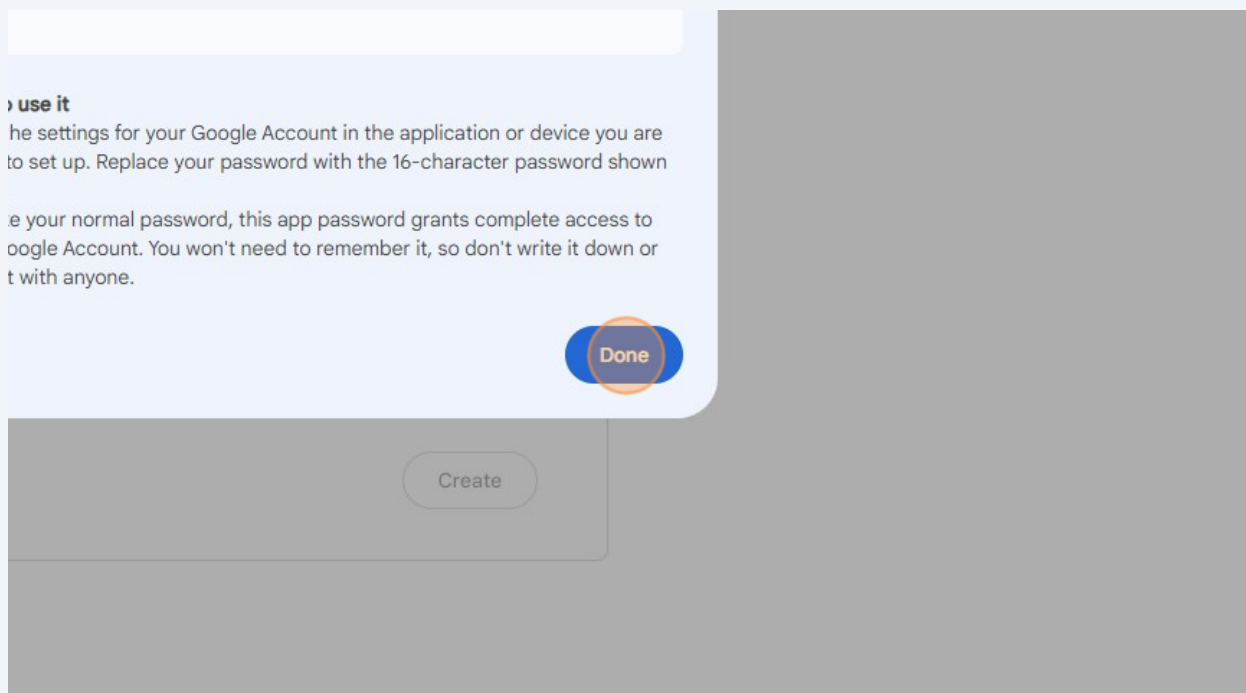 use it
he settings for your Google Account in the application or device you are
to set up. Replace your password with the 16-character password shown
e your normal password, this app password grants complete access to
oogle Account. You won't need to remember it, so don't write it down or
t with anyone.
Done
Create